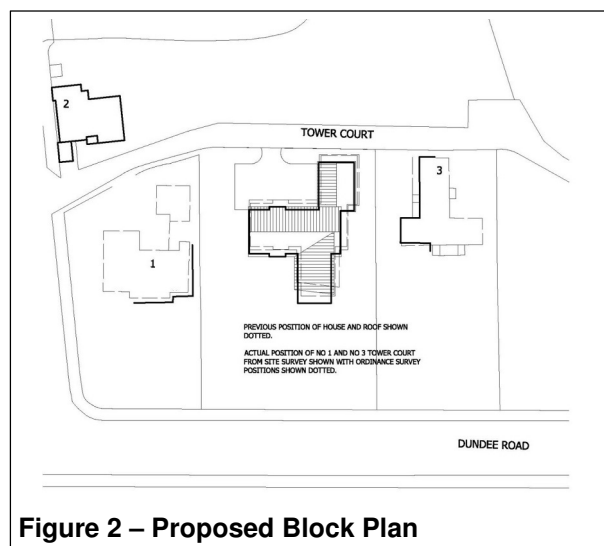 2
TOWER COURT
3
1
PREVIOUS POSITION OF HOUSE AND ROOF SHOWN
DOTTED.
ACTUAL POSITION OF NO 1 AND NO 3 TOWER COURT
FROM SITE SURVEY SHOWN WITH ORDINANCE SURVEY
POSITIONS SHOWN DOTTED.
DUNDEE ROAD
Figure 2 – Proposed Block Plan